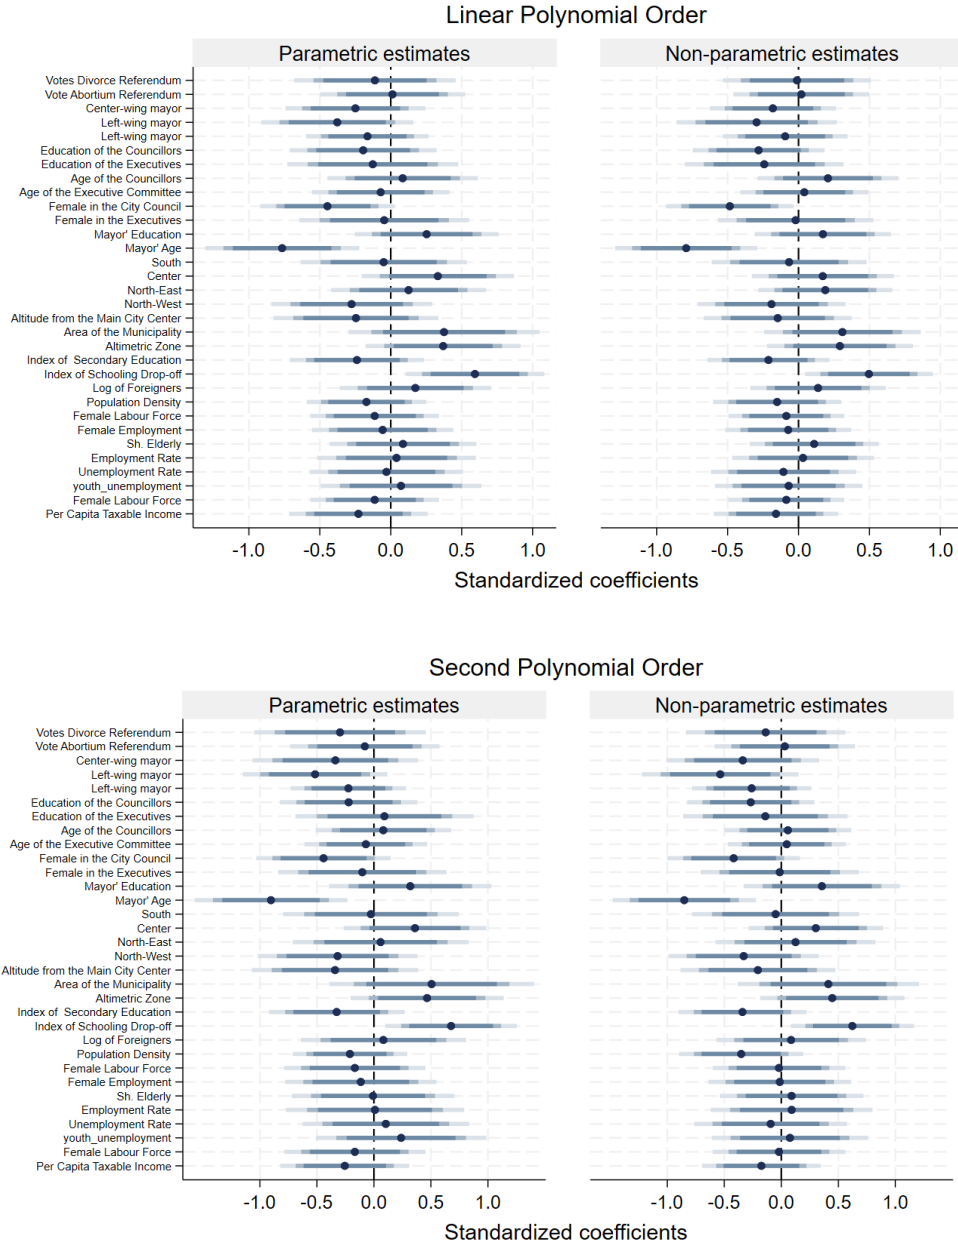 Linear Polynomial Order
Parametric estimates
Non-parametric estimates
Votes Divorce Referendum
Vote Abortium Referendum
Center-wing mayor
Left-wing mayor
Left-wing mayor
Education of the Councillors
Education of the Executives
Age of the Councillors
Age of the Executive Committee
Female in the City Council
Female in the Executives
Mayor' Education
Mayor' Age
South
Center
North-East
North-West
Altitude from the Main City Center
Area of the Municipality
Altimetric Zone
Index of  Secondary Education
Index of Schooling Drop-off
Log of Foreigners
Population Density
Female Labour Force
Female Employment
Sh. Elderly
Employment Rate
Unemployment Rate
youth_unemployment
Female Labour Force
Per Capita Taxable Income
-1.0 -0.5 0.0 0.5 1.0 -1.0 -0.5 0.0 0.5 1.0
Standardized coefficients
Second Polynomial Order
Parametric estimates
Non-parametric estimates
Votes Divorce Referendum
Vote Abortium Referendum
Center-wing mayor
Left-wing mayor
Left-wing mayor
Education of the Councillors
Education of the Executives
Age of the Councillors
Age of the Executive Committee
Female in the City Council
Female in the Executives
Mayor' Education
Mayor' Age
South
Center
North-East
North-West
Altitude from the Main City Center
Area of the Municipality
Altimetric Zone
Index of  Secondary Education
Index of Schooling Drop-off
Log of Foreigners
Population Density
Female Labour Force
Female Employment
Sh. Elderly
Employment Rate
Unemployment Rate
youth_unemployment
Female Labour Force
Per Capita Taxable Income
-1.0 -0.5 0.0 0.5 1.0 -1.0 -0.5 0.0 0.5 1.0
Standardized coefficients